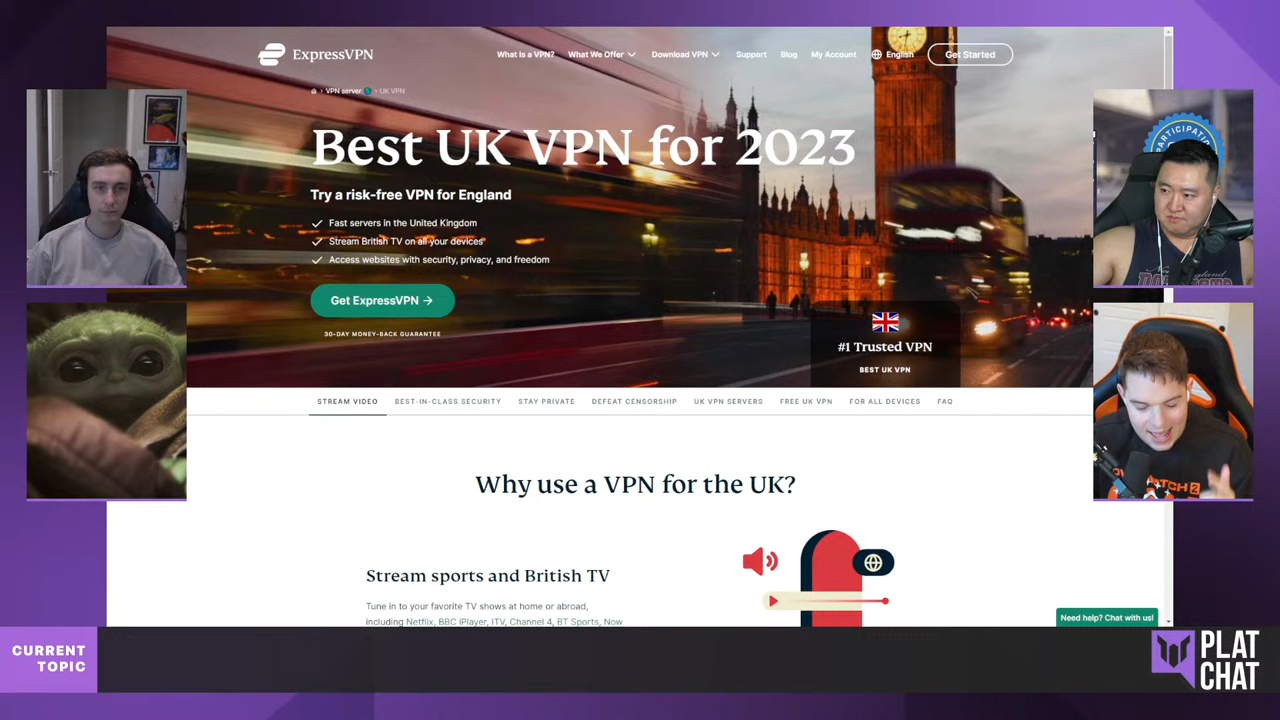 ExpressVPN
What Is a VPN?
What We Offer
Download VPN
Support
Blog
My Account
English
Get Started
VPN server
UK VPN
Best UK VPN for 2023
Try a risk-free VPN for England
Fast servers in the United Kingdom
Stream British TV on all your devices
Access websites with security, privacy, and freedom
Get ExpressVPN →
30-DAY MONEY-BACK GUARANTEE
#1 Trusted VPN
BEST UK VPN
STREAM VIDEO
BEST-IN-CLASS SECURITY
STAY PRIVATE
DEFEAT CENSORSHIP
UK VPN SERVERS
FREE UK VPN
FOR ALL DEVICES
FAQ
Why use a VPN for the UK?
Stream sports and British TV
Tune in to your favorite TV shows at home or abroad,
including Netflix, BBC iPlayer, ITV, Channel 4, BT Sports, Now
Need help? Chat with us!
CURRENT
TOPIC
PLAT
CHAT